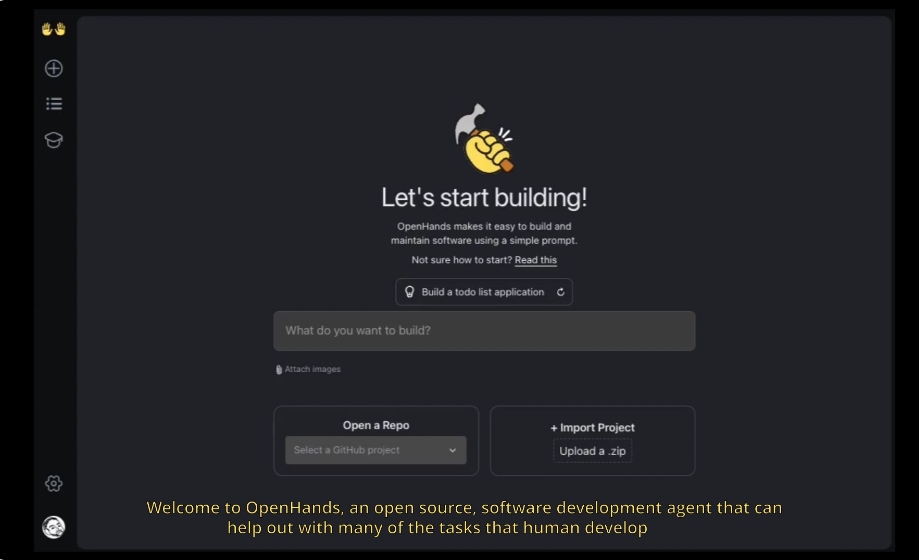 Let's start building!
OpenHands makes it easy to build and
maintain software using a simple prompt.
Not sure how to start? Read this
Build a todo list application
What do you want to build?
Attach images
Open a Repo
Select a GitHub project
+ Import Project
Upload a .zip
Welcome to OpenHands, an open source, software development agent that can
help out with many of the tasks that human develop